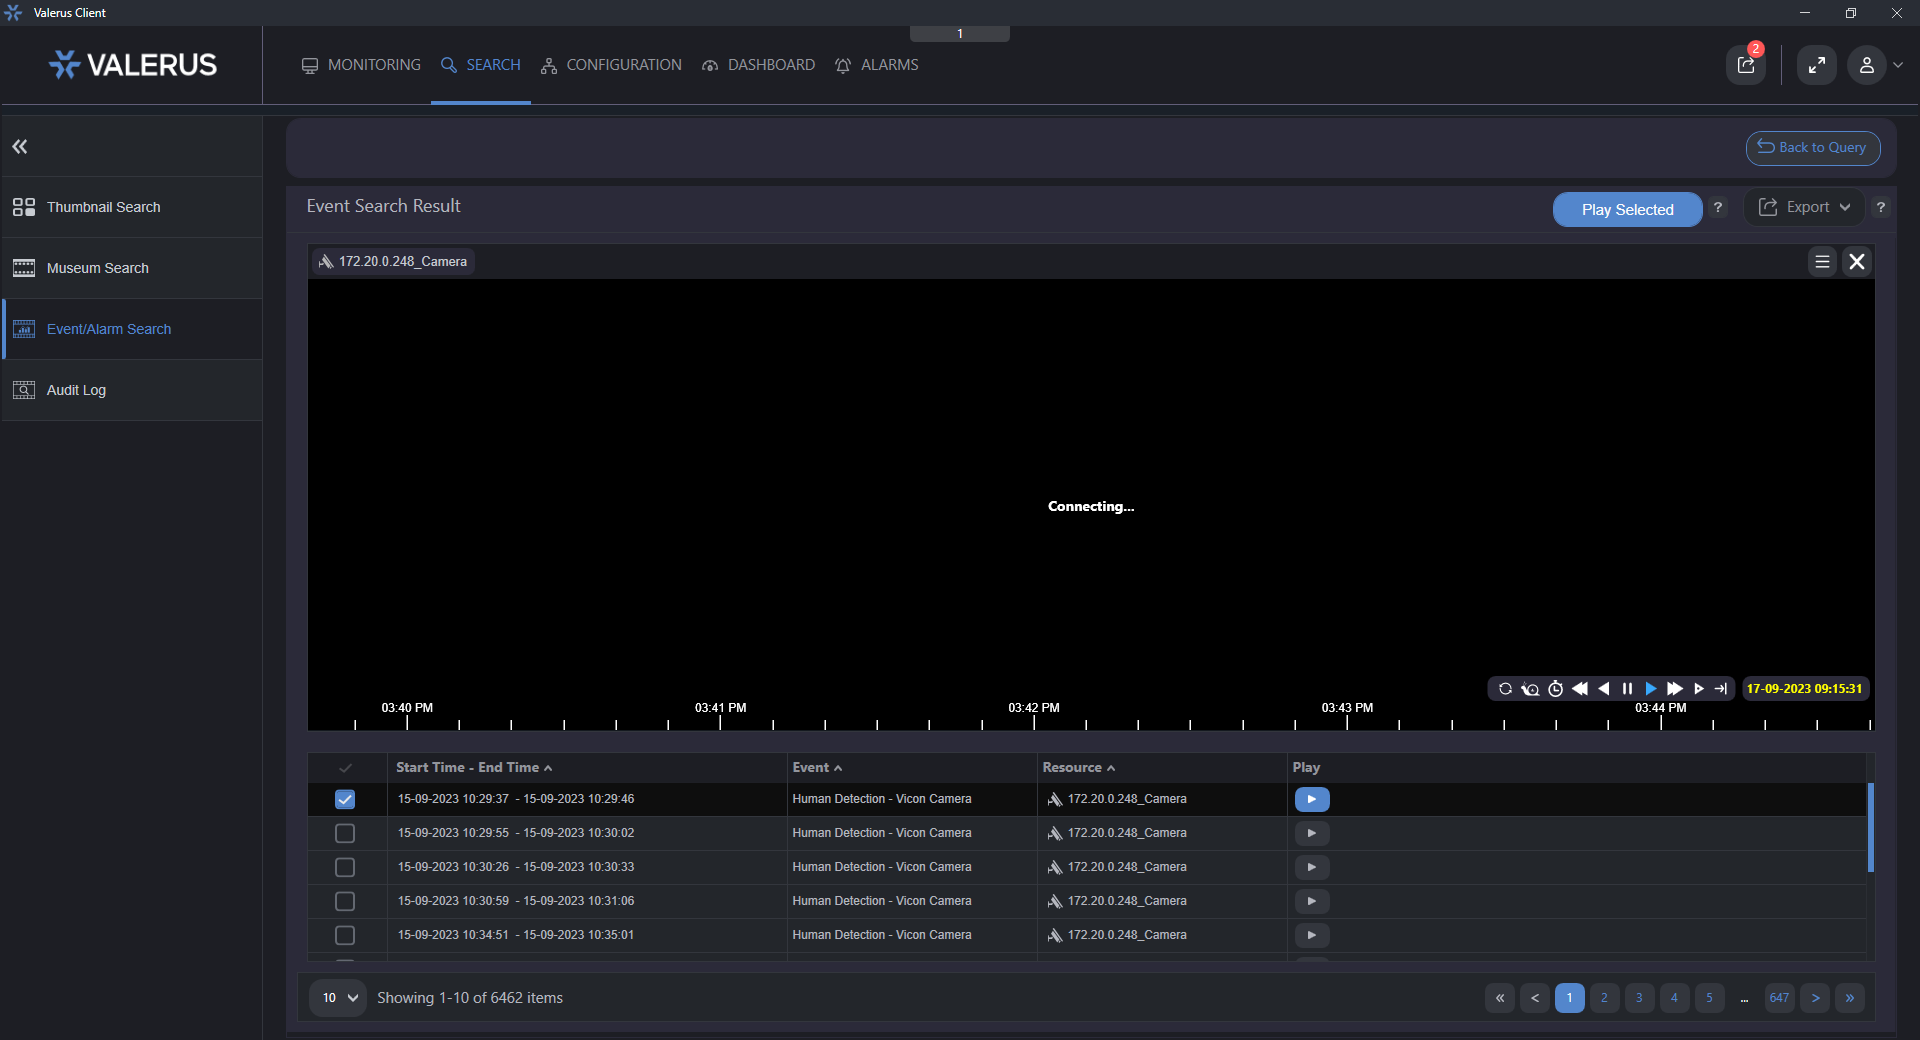 Valerus Client
1
VALERUS
MONITORING SEARCH CONFIGURATION DASHBOARD ALARMS
2
Back to Query
Thumbnail Search
Museum Search
Event/Alarm Search
Audit Log
Event Search Result
Play Selected ? Export ?
172.20.0.248_Camera
Connecting...
17-09-2023 09:15:31
03:40 PM 03:41 PM 03:42 PM 03:43 PM 03:44 PM
Start Time - End Time Event Resource Play
15-09-2023 10:29:37 - 15-09-2023 10:29:46 Human Detection - Vicon Camera 172.20.0.248_Camera
15-09-2023 10:29:55 - 15-09-2023 10:30:02 Human Detection - Vicon Camera 172.20.0.248_Camera
15-09-2023 10:30:26 - 15-09-2023 10:30:33 Human Detection - Vicon Camera 172.20.0.248_Camera
15-09-2023 10:30:59 - 15-09-2023 10:31:06 Human Detection - Vicon Camera 172.20.0.248_Camera
15-09-2023 10:34:51 - 15-09-2023 10:35:01 Human Detection - Vicon Camera 172.20.0.248_Camera
10 Showing 1-10 of 6462 items « < 1 2 3 4 5 ... 647 > »